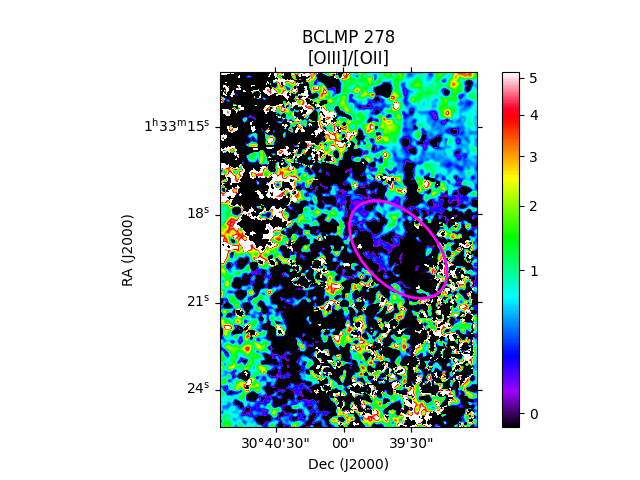 BCLMP 278
[OIII]/[OII]
1ʰ33ᵐ15ˢ
18ˢ
21ˢ
24ˢ
RA (J2000)
30°40'30" 00" 39'30"
Dec (J2000)
5
4
3
2
1
0